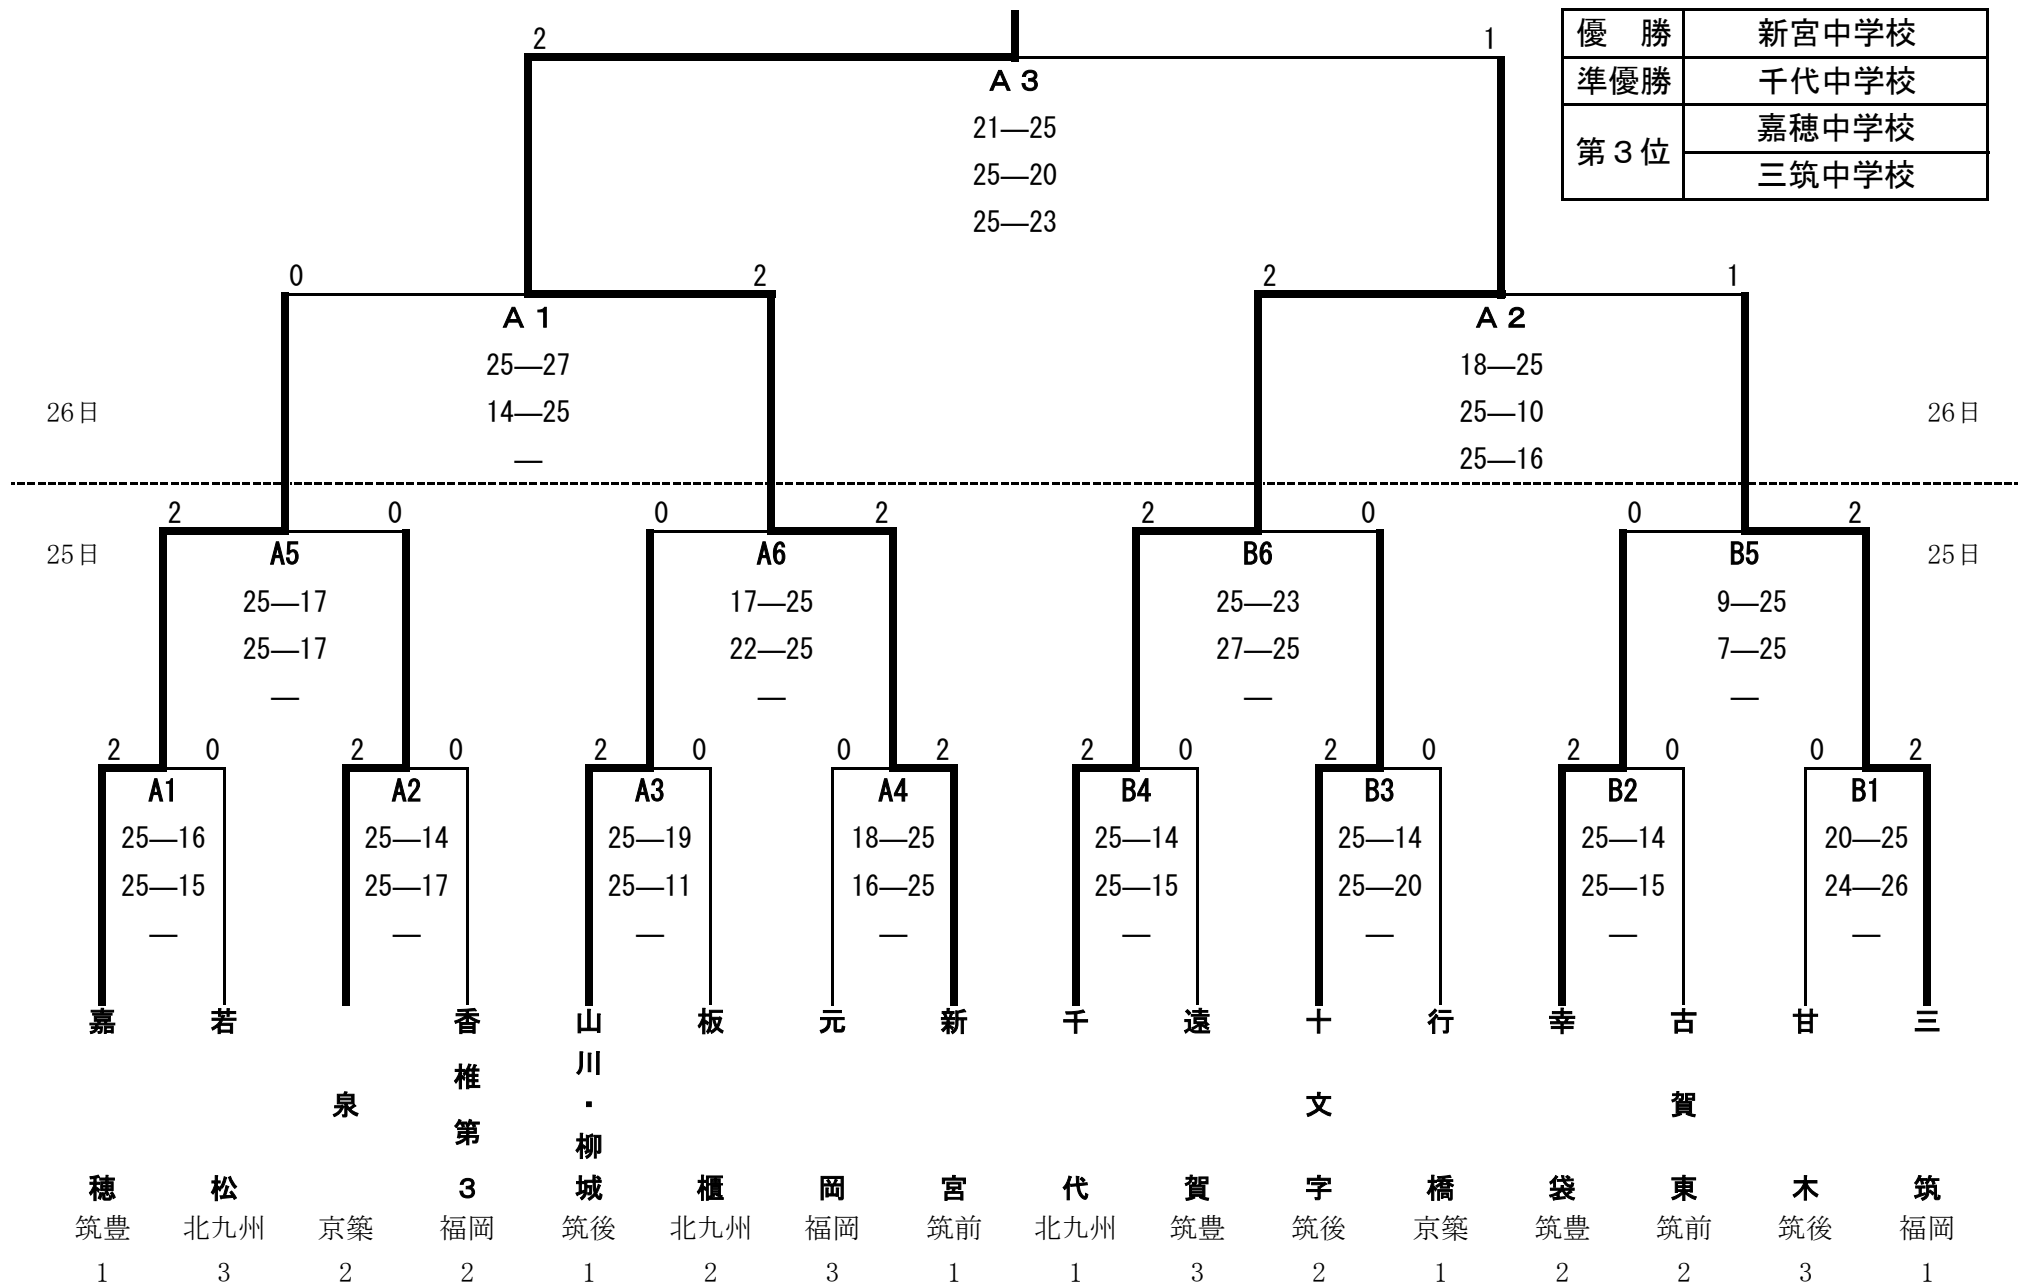 2 1
優　勝 新宮中学校
準優勝 千代中学校
第３位 嘉穂中学校
三筑中学校
Ａ３
21―25
25―20
25―23
0 2 2 1
Ａ１ Ａ２
25―27 18―25
26日 14―25 25―10 26日
― 25―16
2 0 0 2 2 0 0 2
25日 A5 A6 B6 B5 25日
25―17 17―25 25―23 9―25
25―17 22―25 27―25 7―25
― ― ― ―
2 0 2 0 2 0 0 2 2 0 2 0 2 0 0 2
A1 A2 A3 A4 B4 B3 B2 B1
25―16 25―14 25―19 18―25 25―14 25―14 25―14 20―25
25―15 25―17 25―11 16―25 25―15 25―20 25―15 24―26
― ― ― ― ― ― ― ―
嘉穂 若松 泉 香椎第３ 山川・柳城 板櫃 元岡 新宮 千代 遠賀 十文字 行橋 幸袋 古賀東 甘木 三筑
筑豊 北九州 京築 福岡 筑後 北九州 福岡 筑前 北九州 筑豊 筑後 京築 筑豊 筑前 筑後 福岡
1 3 2 2 1 2 3 1 1 3 2 1 2 2 3 1